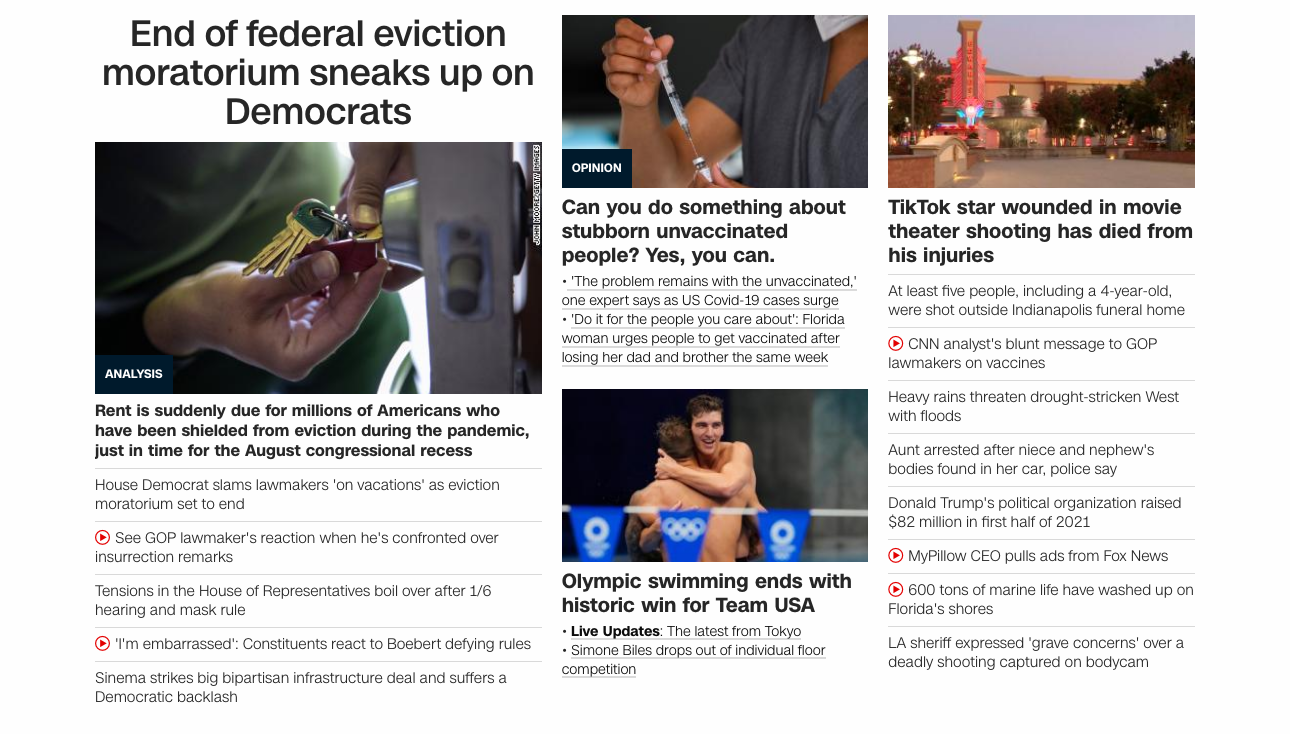 End of federal eviction
moratorium sneaks up on
Democrats
JOHN MOORE/GETTY IMAGES
ANALYSIS
Rent is suddenly due for millions of Americans who
have been shielded from eviction during the pandemic,
just in time for the August congressional recess
House Democrat slams lawmakers 'on vacations' as eviction
moratorium set to end
See GOP lawmaker's reaction when he's confronted over
insurrection remarks
Tensions in the House of Representatives boil over after 1/6
hearing and mask rule
'I'm embarrassed': Constituents react to Boebert defying rules
Sinema strikes big bipartisan infrastructure deal and suffers a
Democratic backlash
OPINION
Can you do something about
stubborn unvaccinated
people? Yes, you can.
• 'The problem remains with the unvaccinated,'
one expert says as US Covid-19 cases surge
• 'Do it for the people you care about': Florida
woman urges people to get vaccinated after
losing her dad and brother the same week
Olympic swimming ends with
historic win for Team USA
• Live Updates: The latest from Tokyo
• Simone Biles drops out of individual floor
competition
TikTok star wounded in movie
theater shooting has died from
his injuries
At least five people, including a 4-year-old,
were shot outside Indianapolis funeral home
CNN analyst's blunt message to GOP
lawmakers on vaccines
Heavy rains threaten drought-stricken West
with floods
Aunt arrested after niece and nephew's
bodies found in her car, police say
Donald Trump's political organization raised
$82 million in first half of 2021
MyPillow CEO pulls ads from Fox News
600 tons of marine life have washed up on
Florida's shores
LA sheriff expressed 'grave concerns' over a
deadly shooting captured on bodycam